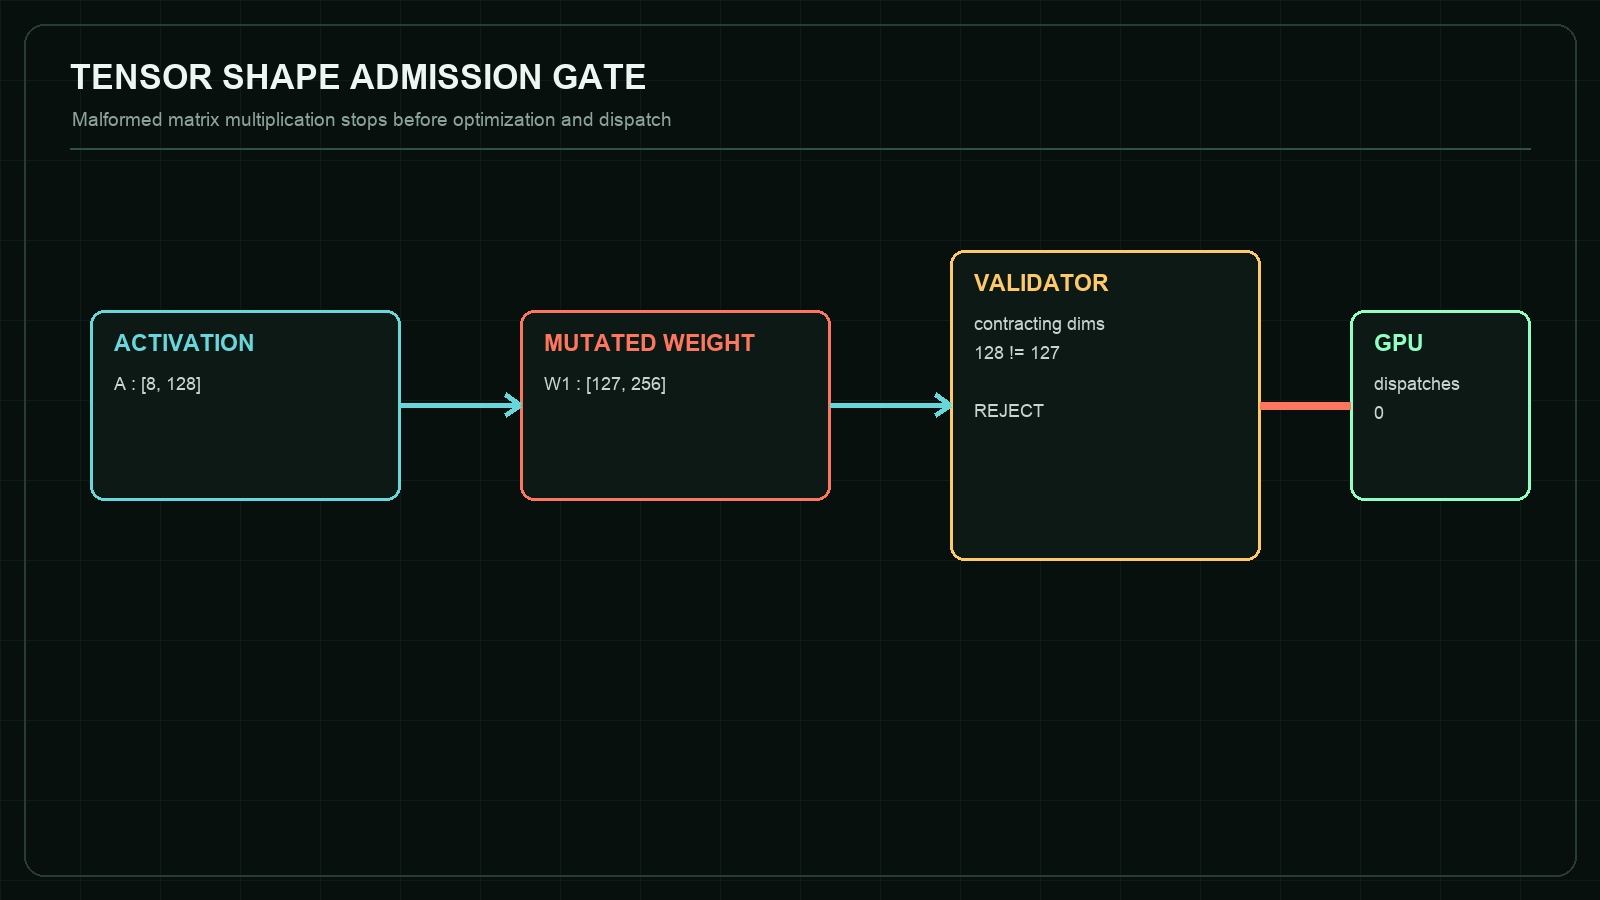 TENSOR SHAPE ADMISSION GATE
Malformed matrix multiplication stops before optimization and dispatch
ACTIVATION
A : [8, 128]
MUTATED WEIGHT
W1 : [127, 256]
VALIDATOR
contracting dims
128 != 127
REJECT
GPU
dispatches
0